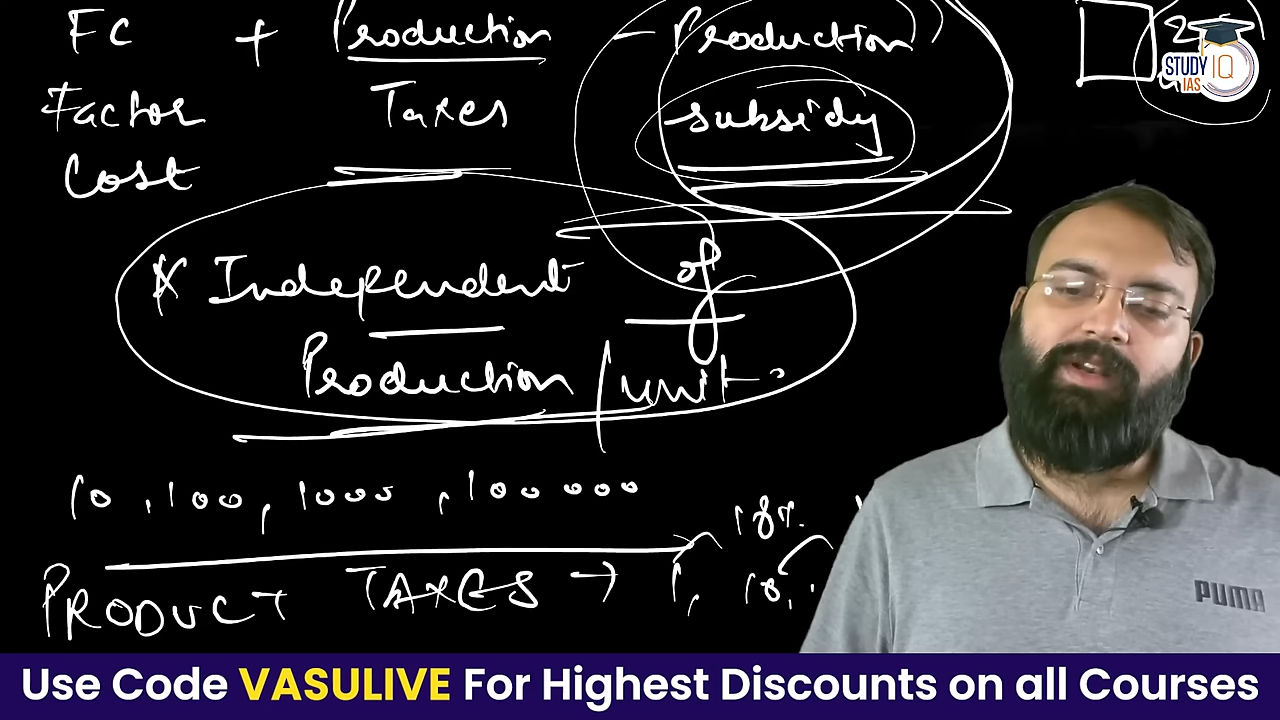 FC + Production - Production
Factor Taxes subsidy
Cost
STUDY IQ
IAS
* Independent of
Production / unit
10, 100, 1000, 100000
18%
PRODUCT TAXES → 1, 10,
PUMA
Use Code VASULIVE For Highest Discounts on all Courses